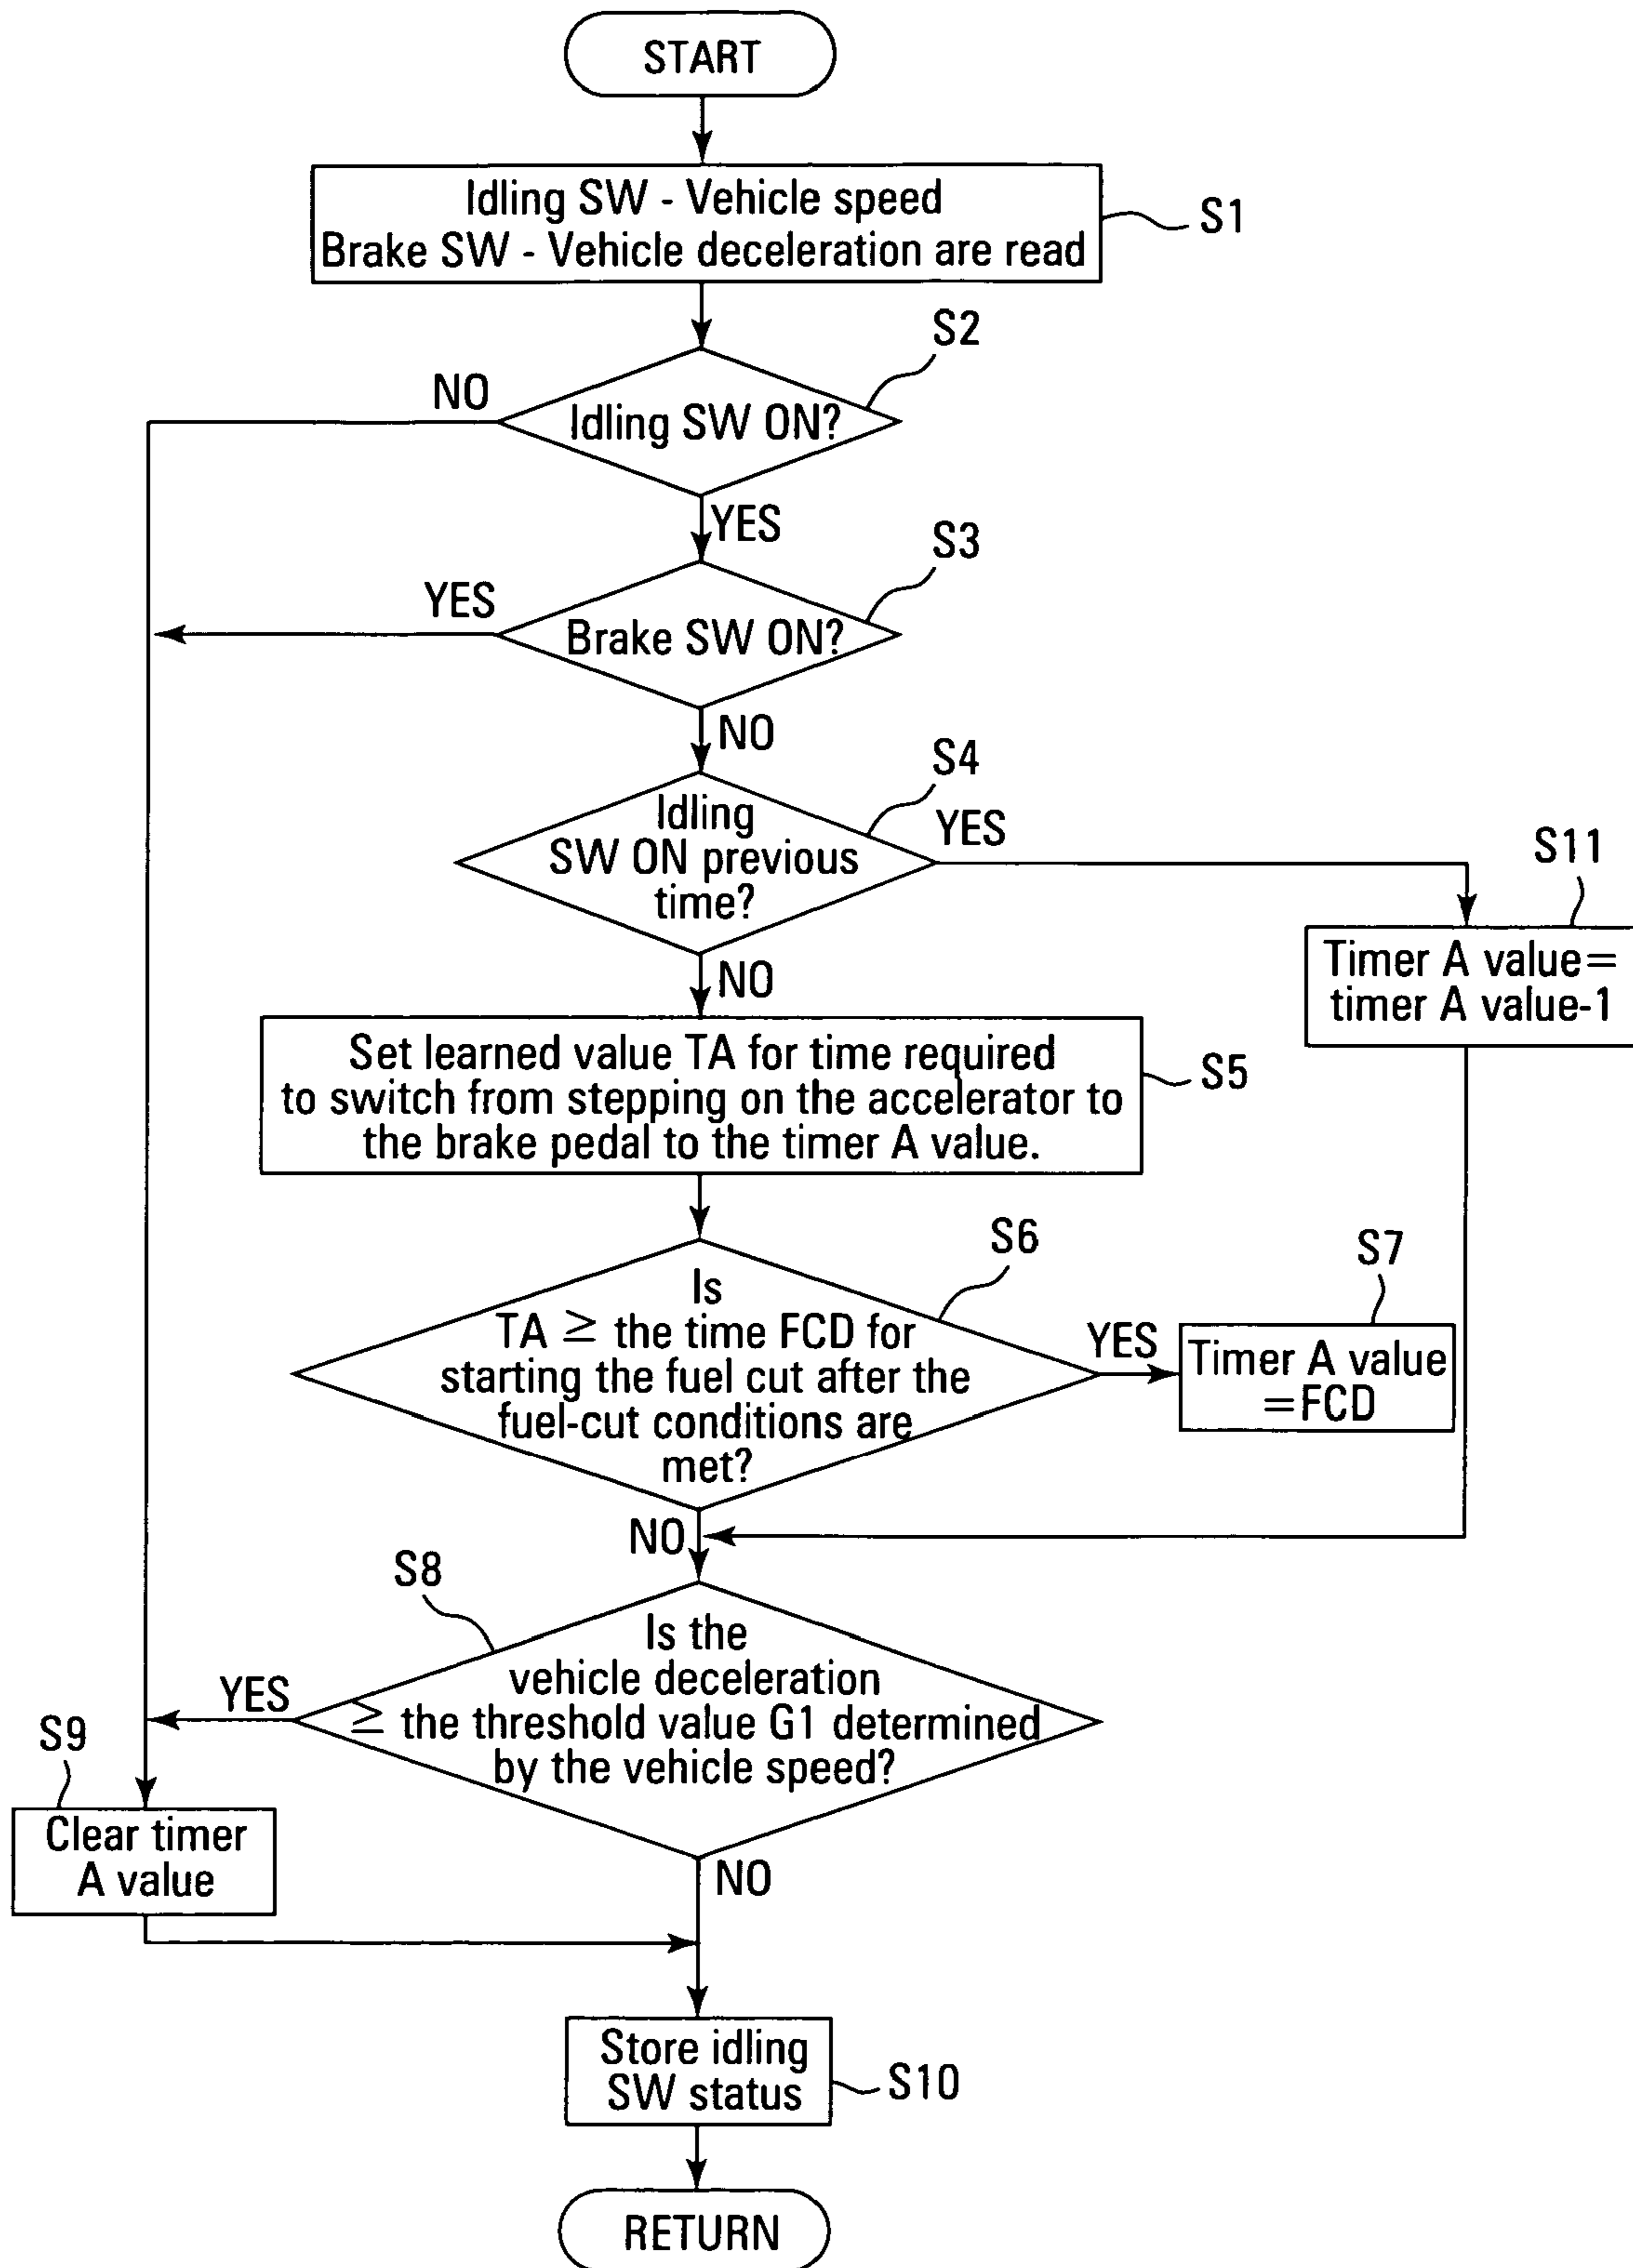 START
Idling SW - Vehicle speed
Brake SW - Vehicle deceleration are read
S1
S2
NO
Idling SW ON?
YES
S3
YES
Brake SW ON?
NO
S4
Idling
SW ON previous
time?
YES
S11
Timer A value=
timer A value-1
NO
Set learned value TA for time required
to switch from stepping on the accelerator to
the brake pedal to the timer A value.
S5
S6
Is
TA ≥ the time FCD for
starting the fuel cut after the
fuel-cut conditions are
met?
YES
S7
Timer A value
=FCD
NO
S8
Is the
vehicle deceleration
≥ the threshold value G1 determined
by the vehicle speed?
YES
S9
Clear timer
A value
NO
Store idling
SW status
S10
RETURN